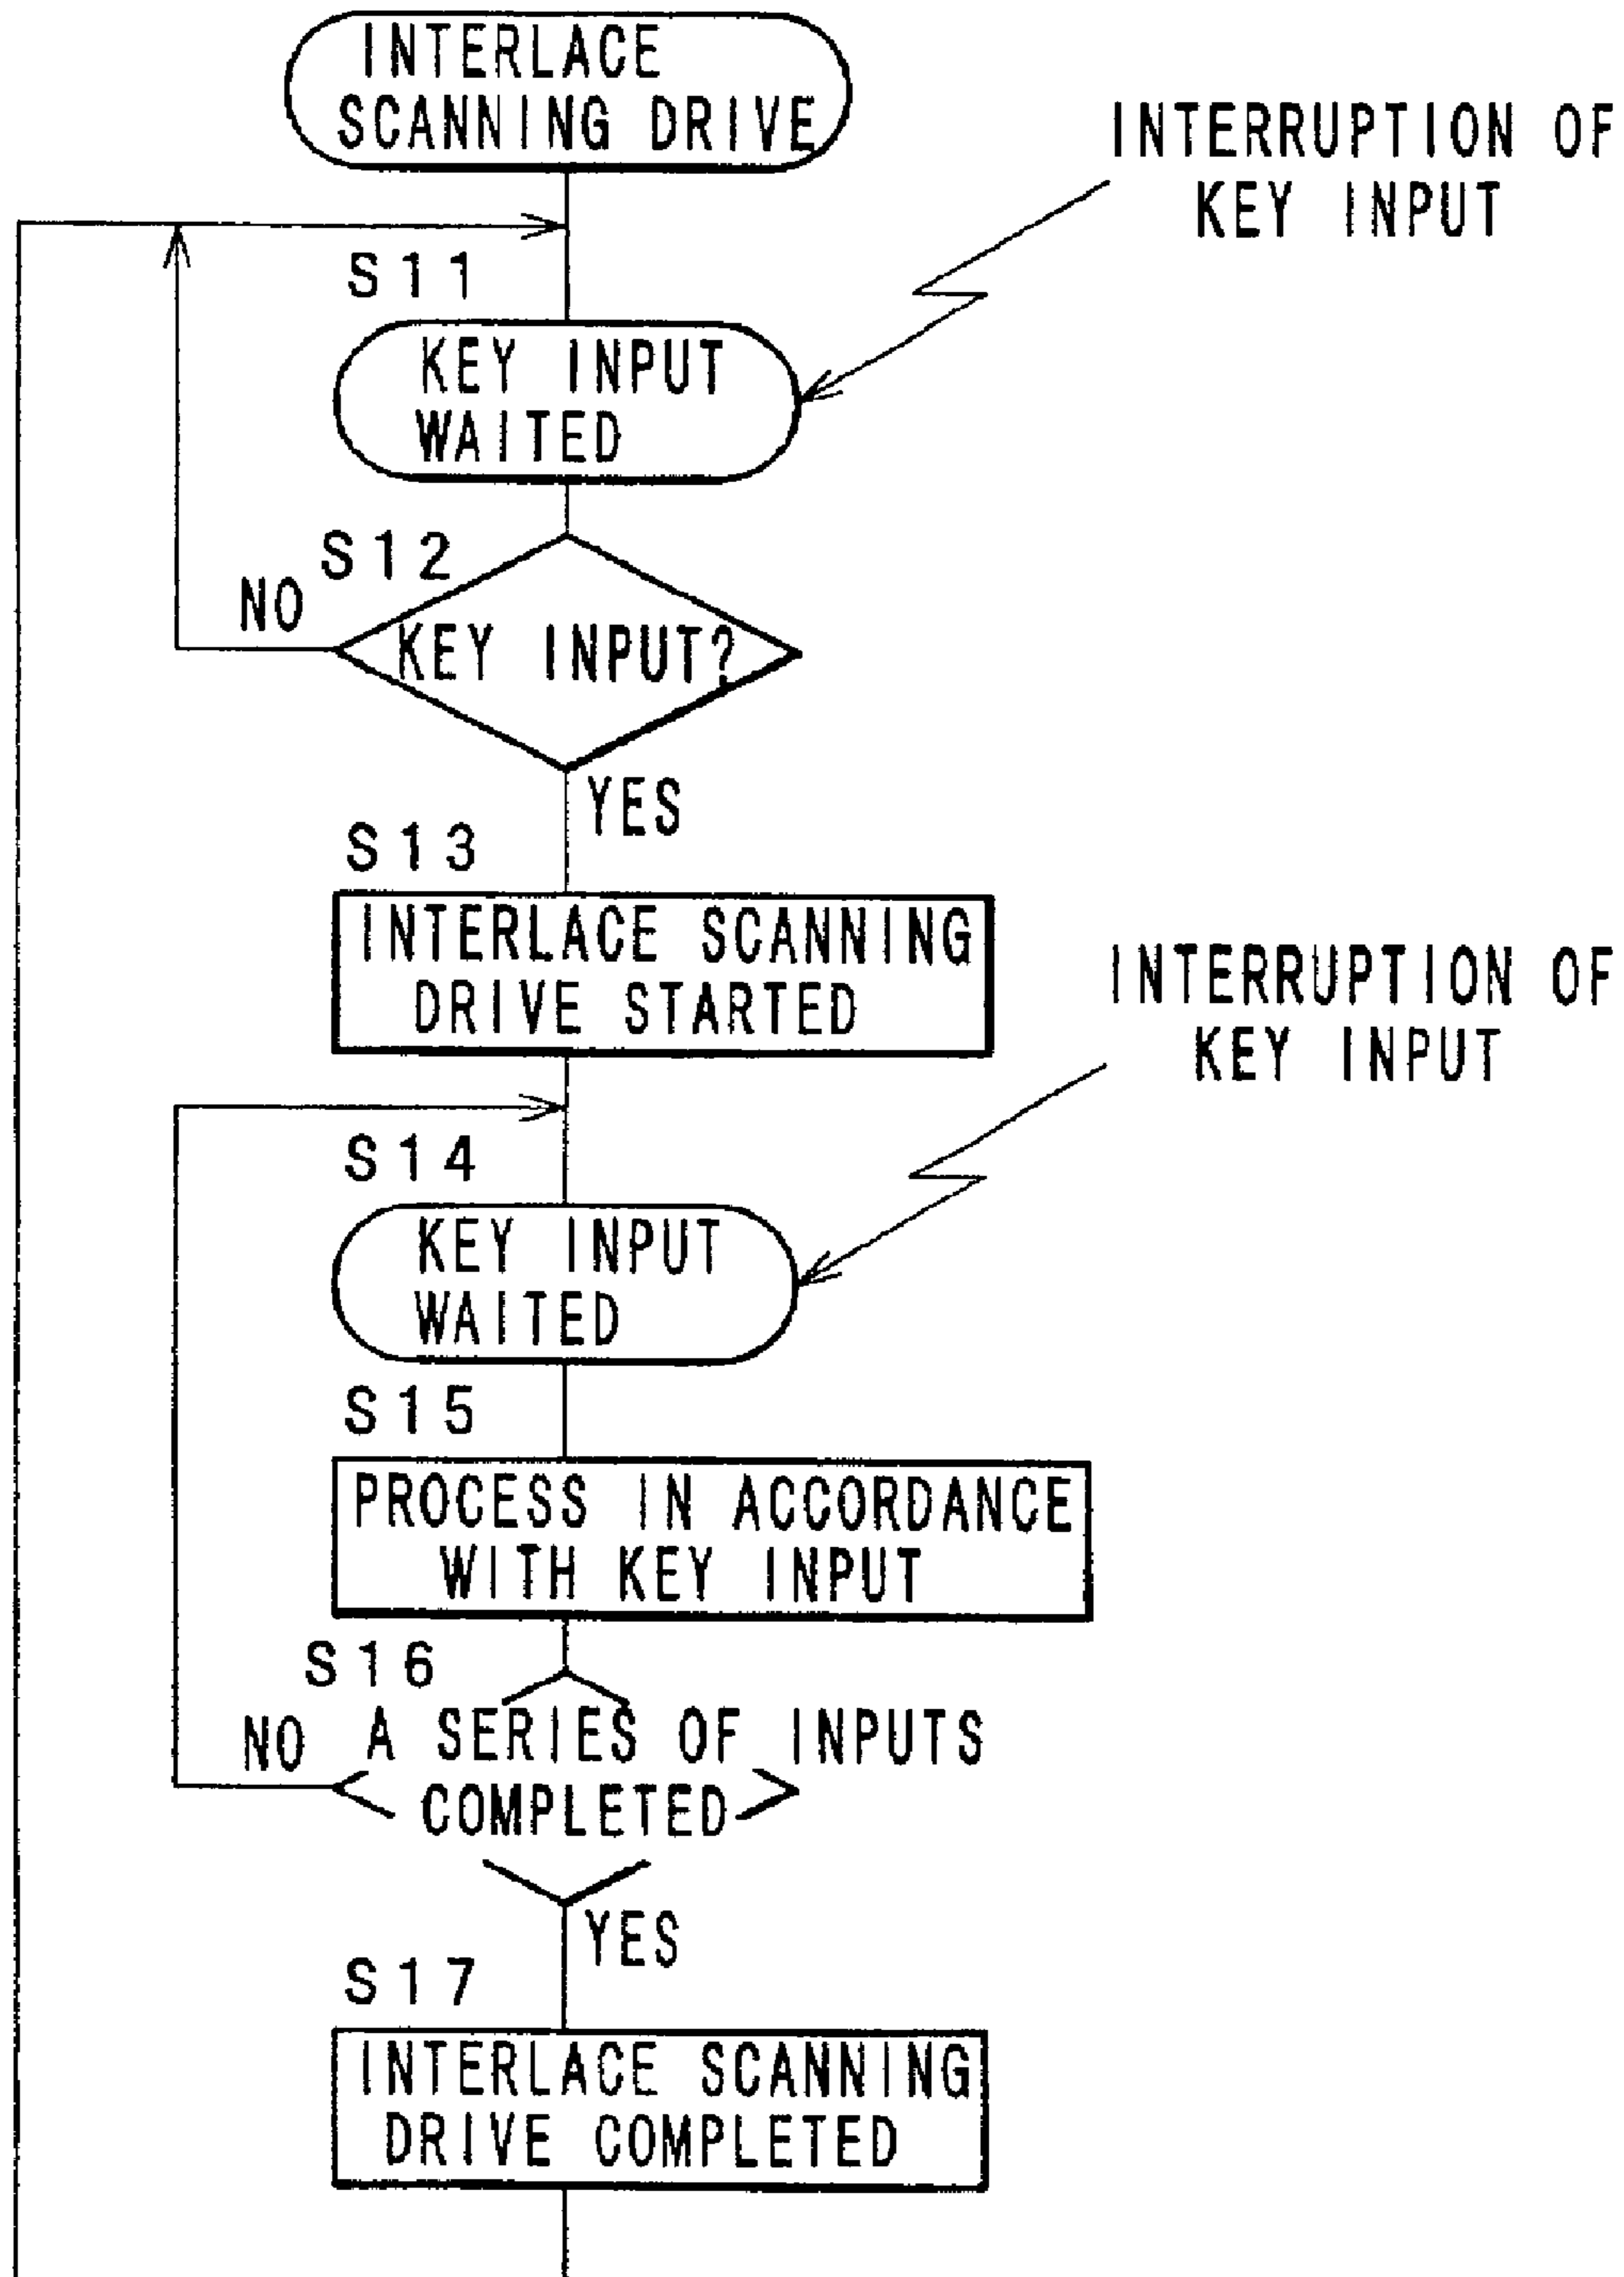 INTERLACE
SCANNING DRIVE
INTERRUPTION OF
KEY INPUT
S11
KEY INPUT
WAITED
S12
NO
KEY INPUT?
YES
S13
INTERLACE SCANNING
DRIVE STARTED
INTERRUPTION OF
KEY INPUT
S14
KEY INPUT
WAITED
S15
PROCESS IN ACCORDANCE
WITH KEY INPUT
S16
NO
A SERIES OF INPUTS
COMPLETED
YES
S17
INTERLACE SCANNING
DRIVE COMPLETED